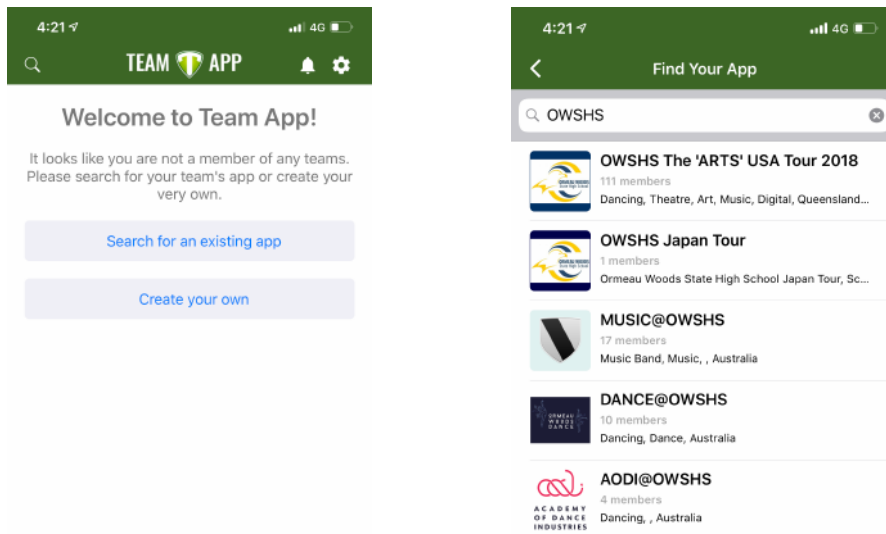 4:21
4G
TEAM T APP
Welcome to Team App!
It looks like you are not a member of any teams.
Please search for your team's app or create your
very own.
Search for an existing app
Create your own
4:21
4G
Find Your App
OWSHS
OWSHS The 'ARTS' USA Tour 2018
111 members
Dancing, Theatre, Art, Music, Digital, Queensland...
OWSHS Japan Tour
1 members
Ormeau Woods State High School Japan Tour, Sc...
MUSIC@OWSHS
17 members
Music Band, Music, , Australia
ORMEAU
WOODS
DANCE
DANCE@OWSHS
10 members
Dancing, Dance, Australia
ACADEMY
OF DANCE
INDUSTRIES
AODI@OWSHS
4 members
Dancing, , Australia